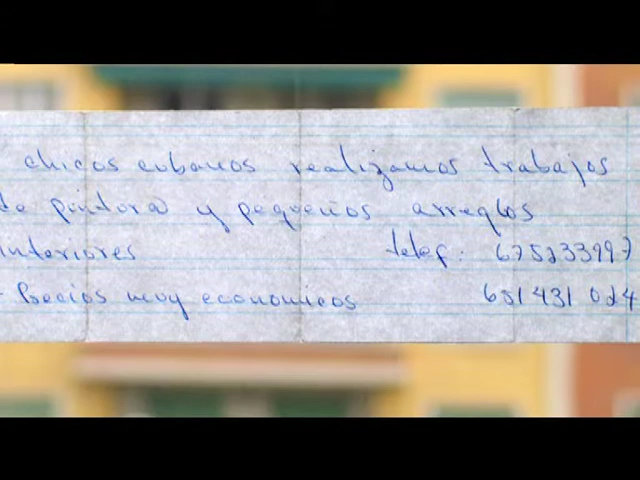 chicos cubanos realizamos trabajos
de pintura y pequeños arreglos
interiores telef: 675233997
- Precios muy economicos 651431024